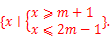 {x | { x ⩾ m + 1
x ⩽ 2m − 1 }.